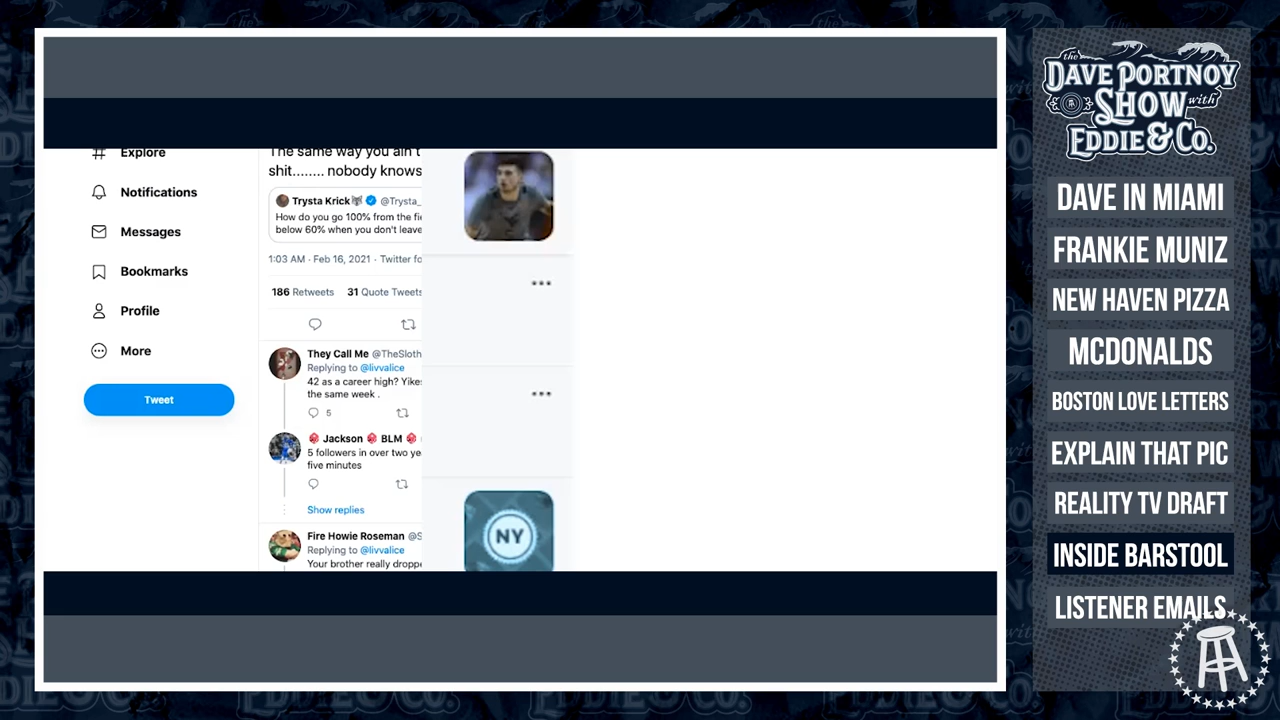 Explore
Notifications
Messages
Bookmarks
Profile
More
Tweet
The same way you ain't
shit........ nobody knows
Trysta Krick @Trysta_
How do you go 100% from the fie
below 60% when you don't leave
1:03 AM · Feb 16, 2021 · Twitter fo
186 Retweets 31 Quote Tweets
They Call Me @TheSloth
Replying to @livvalice
42 as a career high? Yikes
the same week .
5
Jackson BLM
5 followers in over two ye
five minutes
Show replies
Fire Howie Roseman @S
Replying to @livvalice
Your brother really droppe
NY
the
DAVE PORTNOY
SHOW with
EDDIE & CO.
DAVE IN MIAMI
FRANKIE MUNIZ
NEW HAVEN PIZZA
MCDONALDS
BOSTON LOVE LETTERS
EXPLAIN THAT PIC
REALITY TV DRAFT
INSIDE BARSTOOL
LISTENER EMAILS